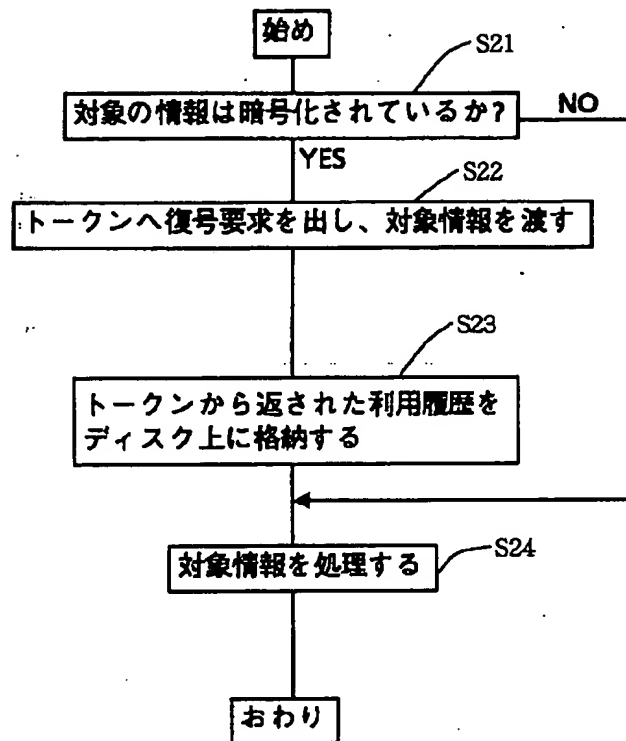 始め
S21
対象の情報は暗号化されているか?
NO
YES
S22
トークンへ復号要求を出し、対象情報を渡す
S23
トークンから返された利用履歴を
ディスク上に格納する
対象情報を処理する
S24
おわり